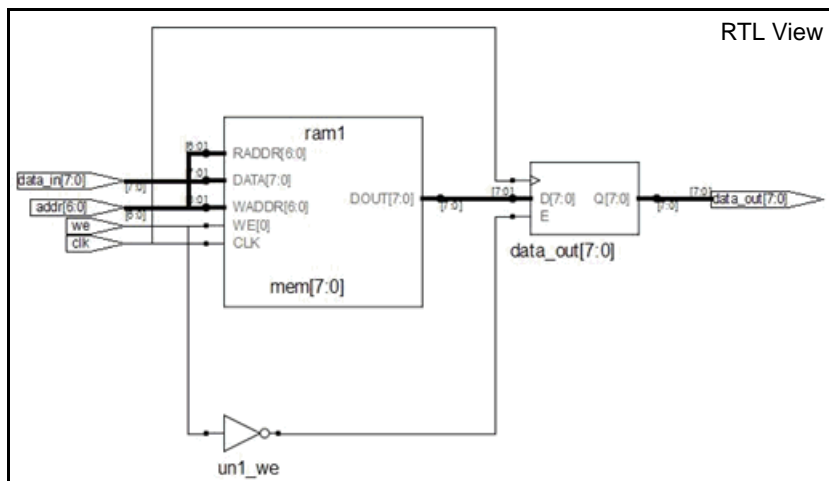 RTL View
ram1
[6:0]
RADDR[6:0]
data_in[7:0]
[7:0]
[7:0]
DATA[7:0]
DOUT[7:0]
[7:0]
[7:0]
D[7:0]
Q[7:0]
[7:0]
[7:0]
data_out[7:0]
addr[6:0]
[6:0]
[6:0]
WADDR[6:0]
we
WE[0]
E
clk
CLK
data_out[7:0]
mem[7:0]
un1_we